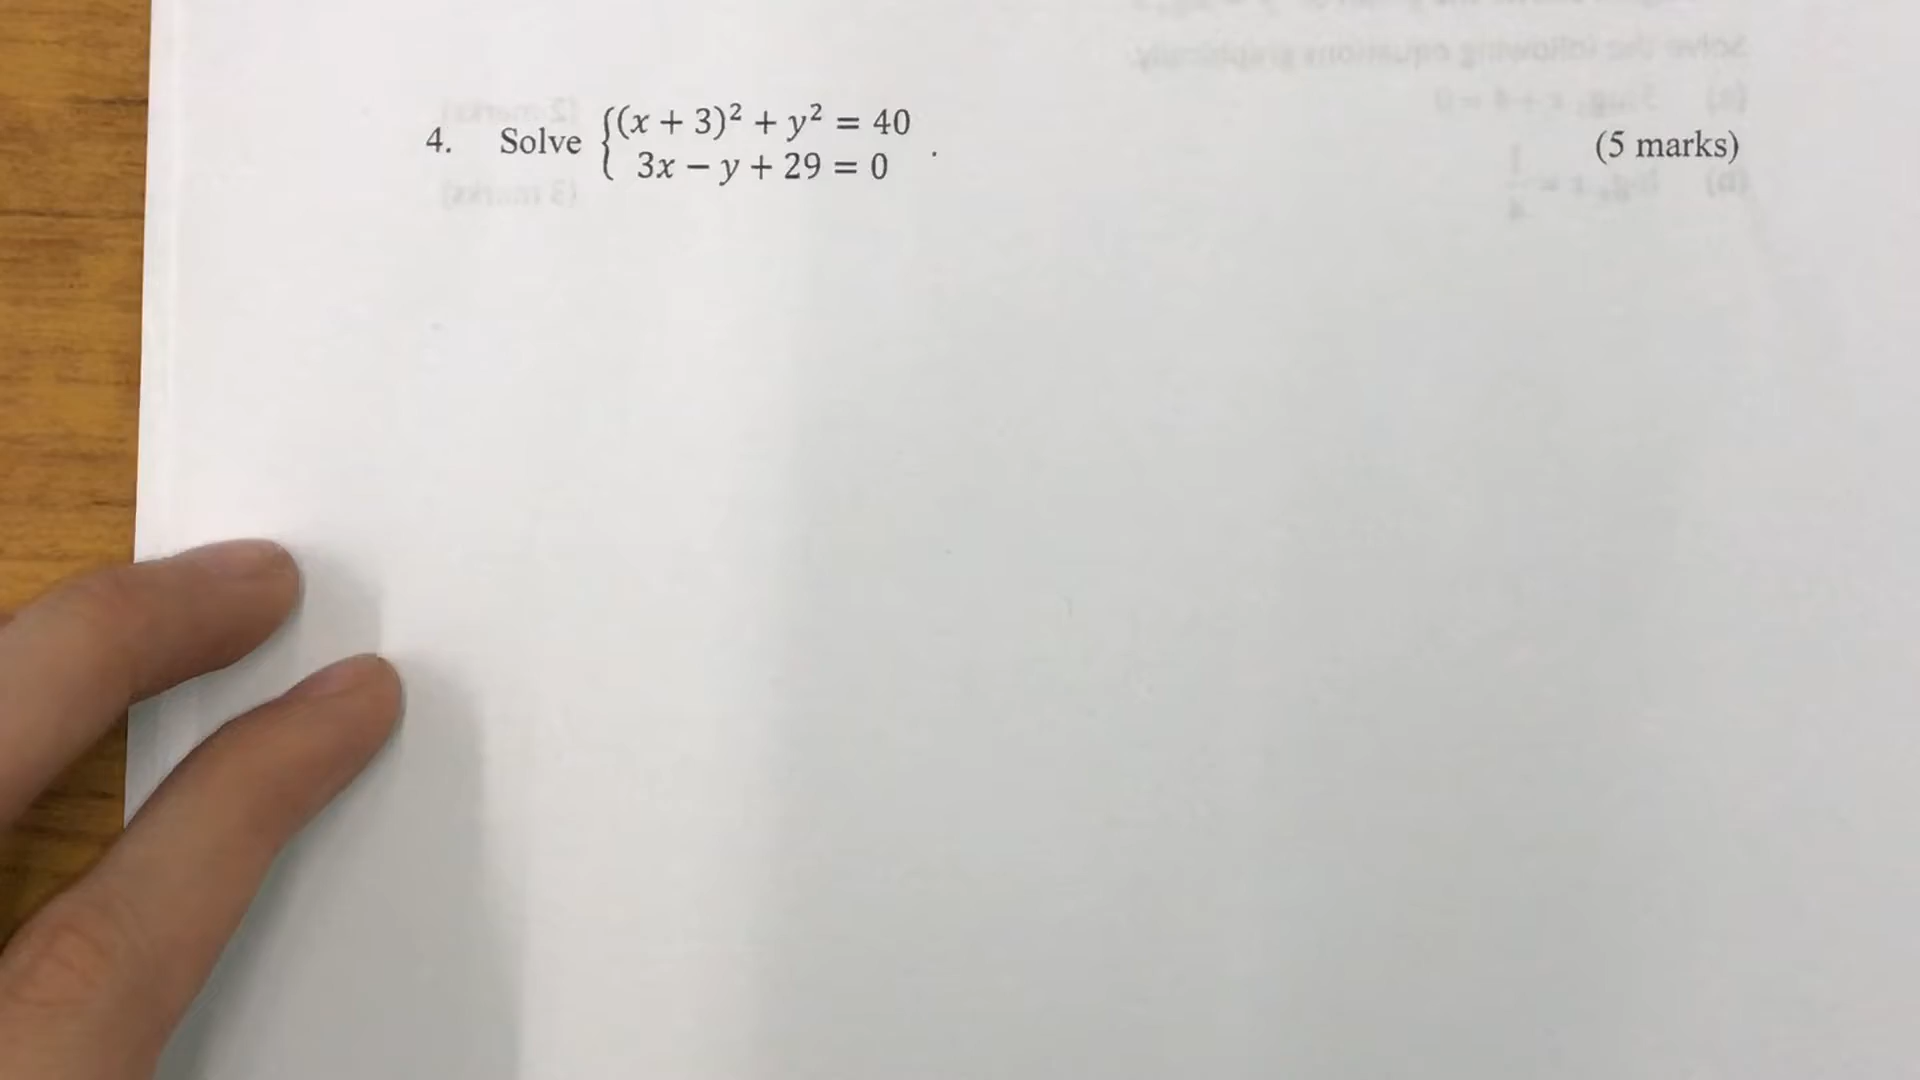 4. Solve {(x + 3)² + y² = 40
3x − y + 29 = 0 .
(5 marks)